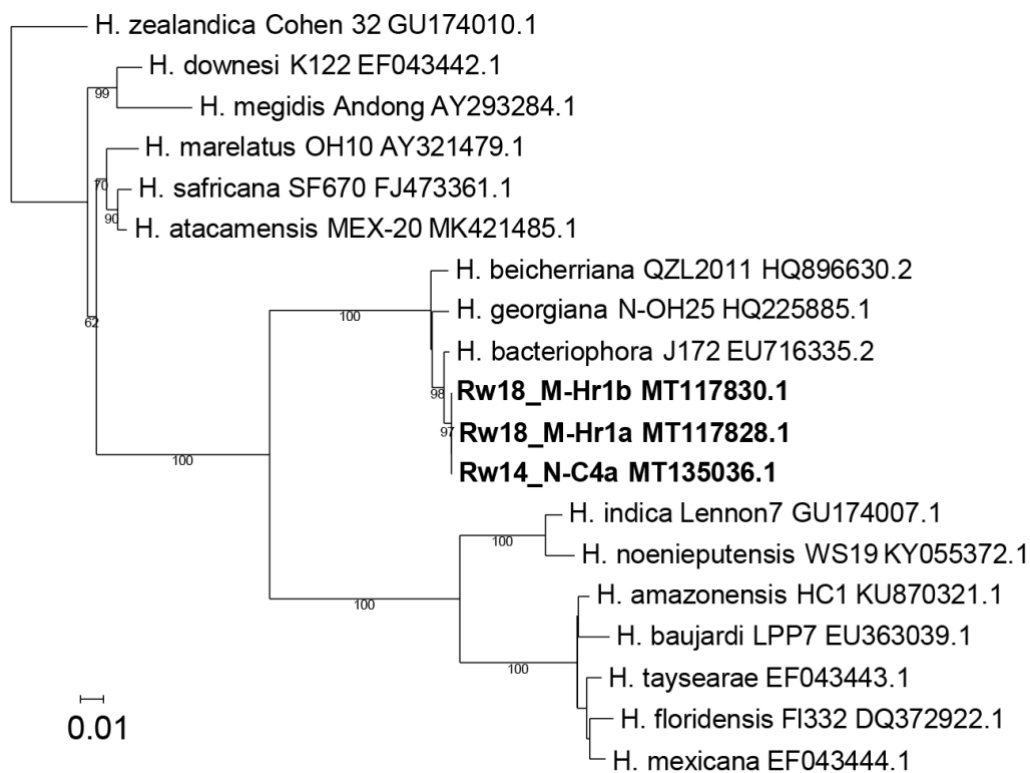 H. zealandica Cohen 32 GU174010.1
H. downesi K122 EF043442.1
99
H. megidis Andong AY293284.1
H. marelatus OH10 AY321479.1
70
H. safricana SF670 FJ473361.1
90
H. atacamensis MEX-20 MK421485.1
H. beicherriana QZL2011 HQ896630.2
H. georgiana N-OH25 HQ225885.1
100
62
H. bacteriophora J172 EU716335.2
98
Rw18_M-Hr1b MT117830.1
97
Rw18_M-Hr1a MT117828.1
100
Rw14_N-C4a MT135036.1
H. indica Lennon7 GU174007.1
100
H. noenieputensis WS19 KY055372.1
100
H. amazonensis HC1 KU870321.1
H. baujardi LPP7 EU363039.1
100
H. taysearae EF043443.1
H. floridensis FI332 DQ372922.1
0.01
H. mexicana EF043444.1